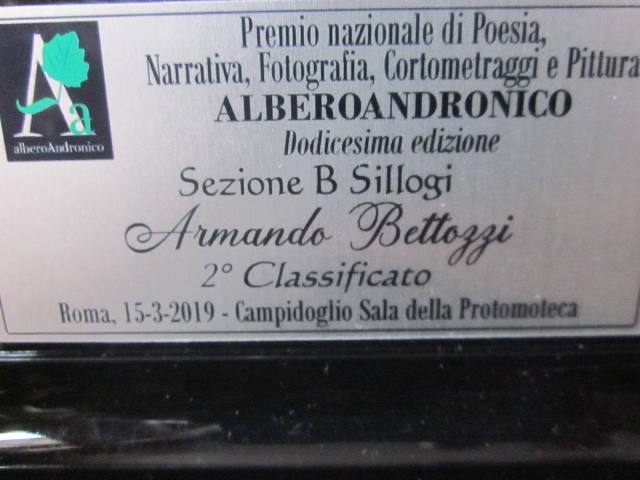 Premio nazionale di Poesia,
Narrativa, Fotografia, Cortometraggi e Pittura
ALBEROANDRONICO
Dodicesima edizione
Sezione B Sillogi
Armando Bettozzi
2° Classificato
Roma, 15-3-2019 - Campidoglio Sala della Protomoteca
A a
alberoAndronico